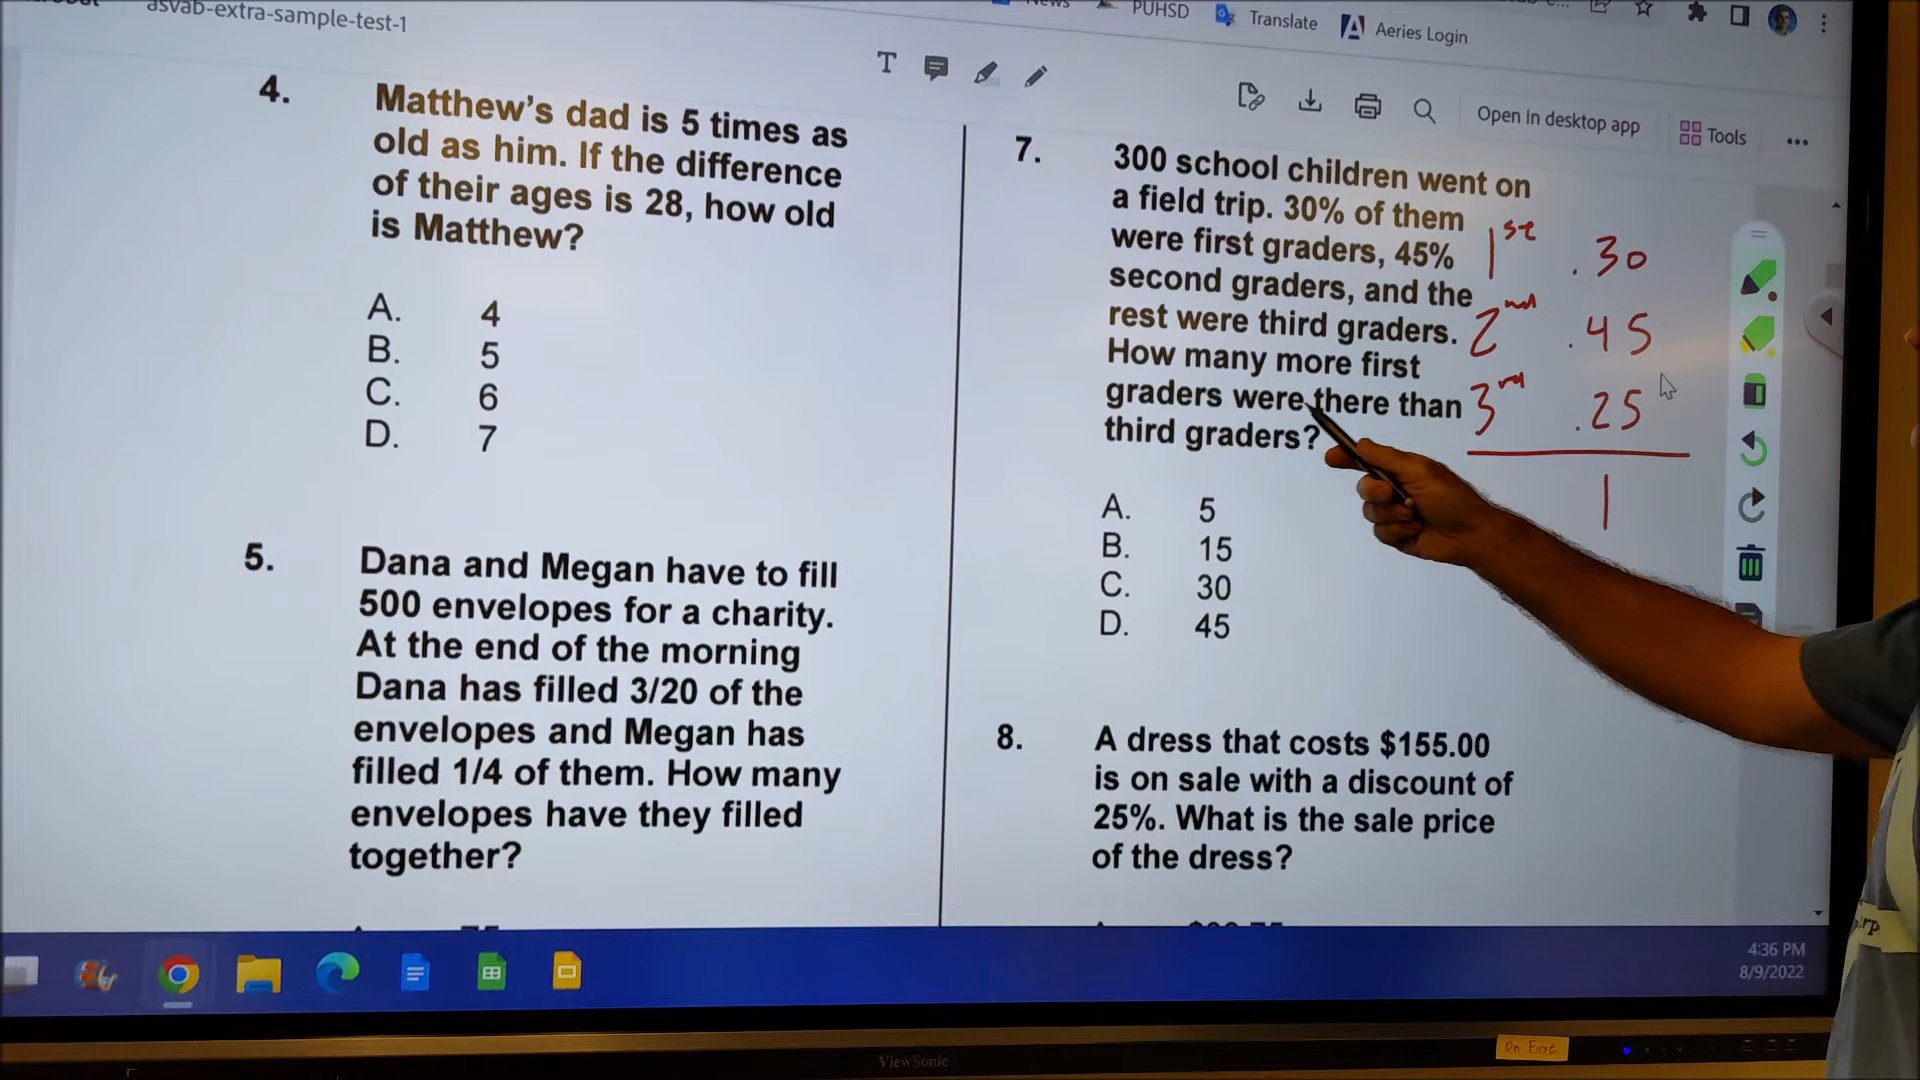 asvab-extra-sample-test-1
PUHSD
Translate
Aeries Login
T
Open in desktop app
Tools
4.
Matthew's dad is 5 times as
old as him. If the difference
of their ages is 28, how old
is Matthew?
A. 4
B. 5
C. 6
D. 7
5.
Dana and Megan have to fill
500 envelopes for a charity.
At the end of the morning
Dana has filled 3/20 of the
envelopes and Megan has
filled 1/4 of them. How many
envelopes have they filled
together?
7.
300 school children went on
a field trip. 30% of them
were first graders, 45%
second graders, and the
rest were third graders.
How many more first
graders were there than
third graders?
1st .30
2nd .45
3rd .25
1
A. 5
B. 15
C. 30
D. 45
8.
A dress that costs $155.00
is on sale with a discount of
25%. What is the sale price
of the dress?
4:36 PM
8/9/2022
ViewSonic
On First